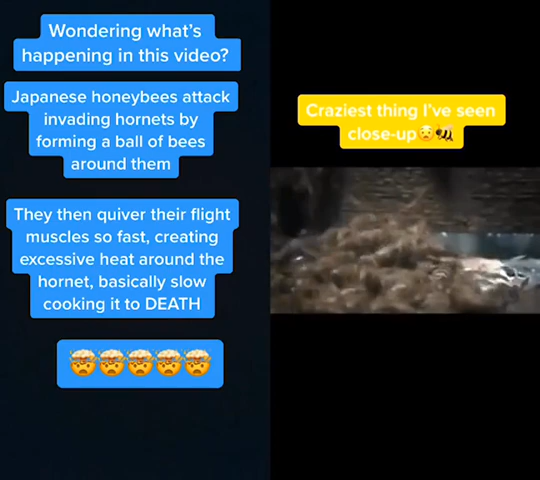 Wondering what's
happening in this video?
Japanese honeybees attack
invading hornets by
forming a ball of bees
around them
They then quiver their flight
muscles so fast, creating
excessive heat around the
hornet, basically slow
cooking it to DEATH
🤯🤯🤯🤯🤯
Craziest thing I've seen
close-up😧🐝